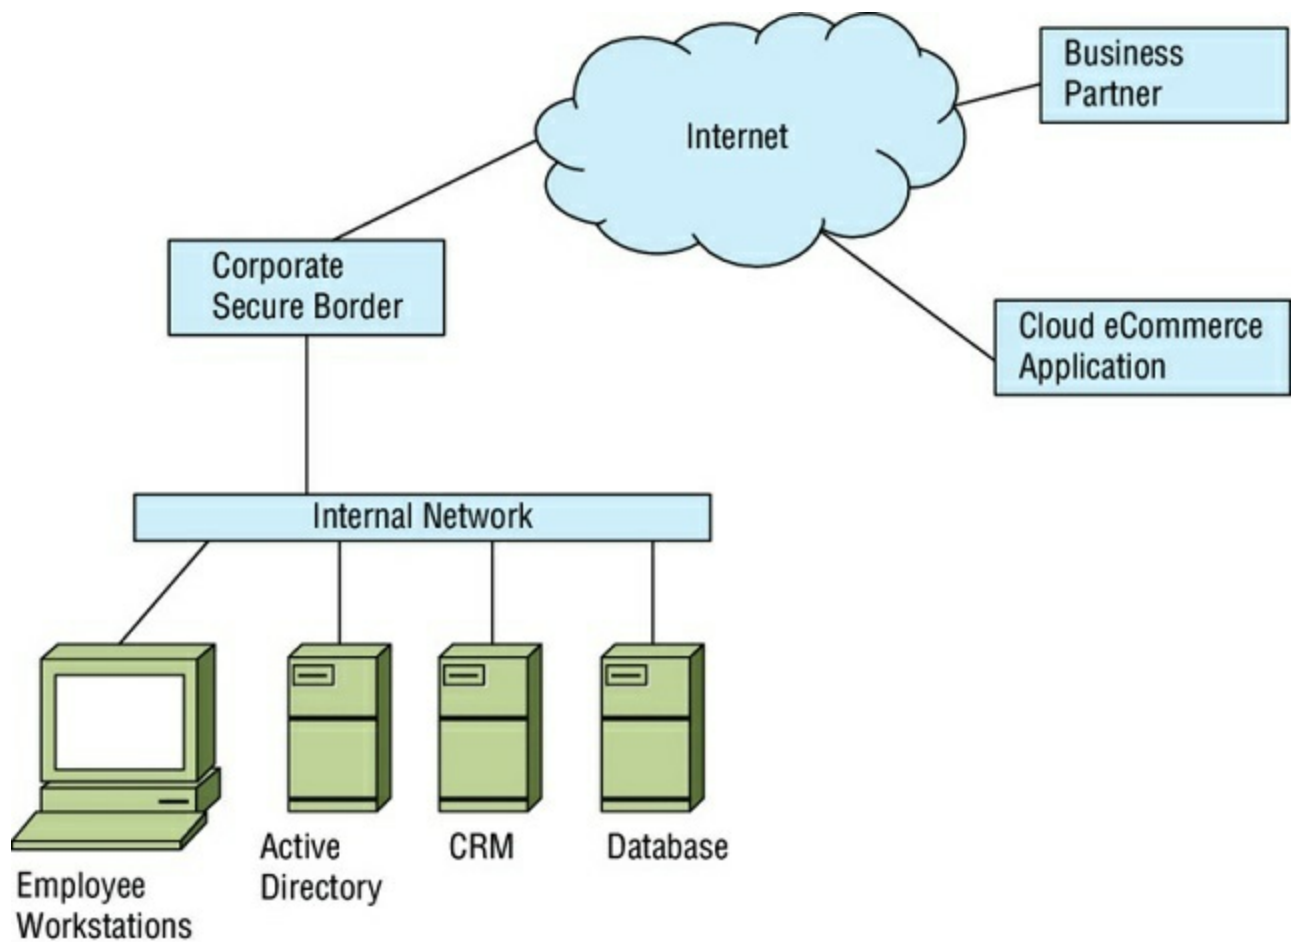 Business
Partner
Internet
Corporate
Secure Border
Cloud eCommerce
Application
Internal Network
Employee
Workstations
Active
Directory
CRM
Database